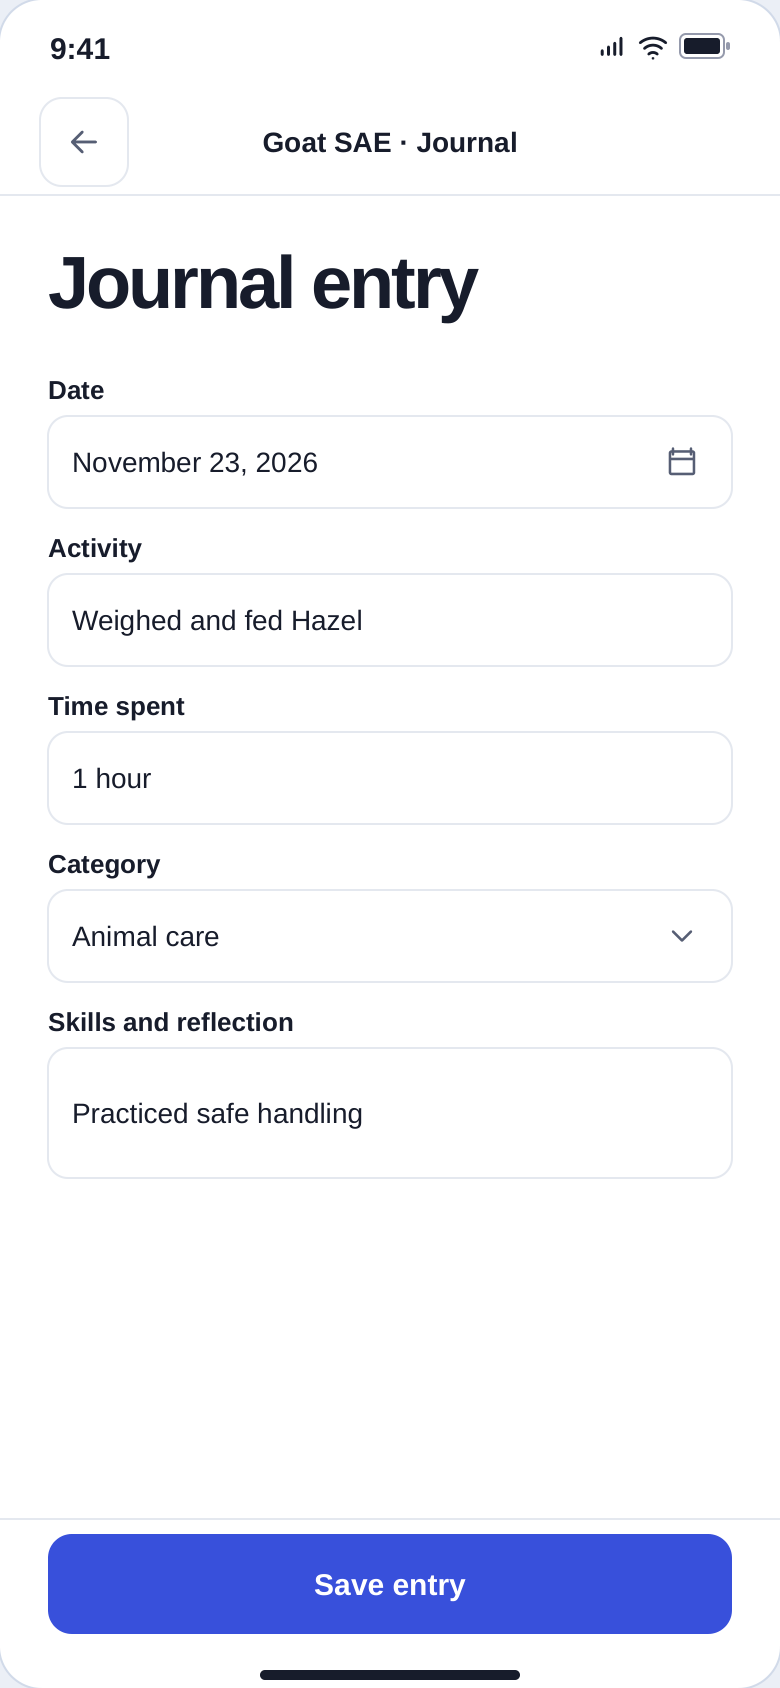 9:41
Goat SAE · Journal
Journal entry
Date
November 23, 2026
Activity
Weighed and fed Hazel
Time spent
1 hour
Category
Animal care
Skills and reflection
Practiced safe handling
Save entry